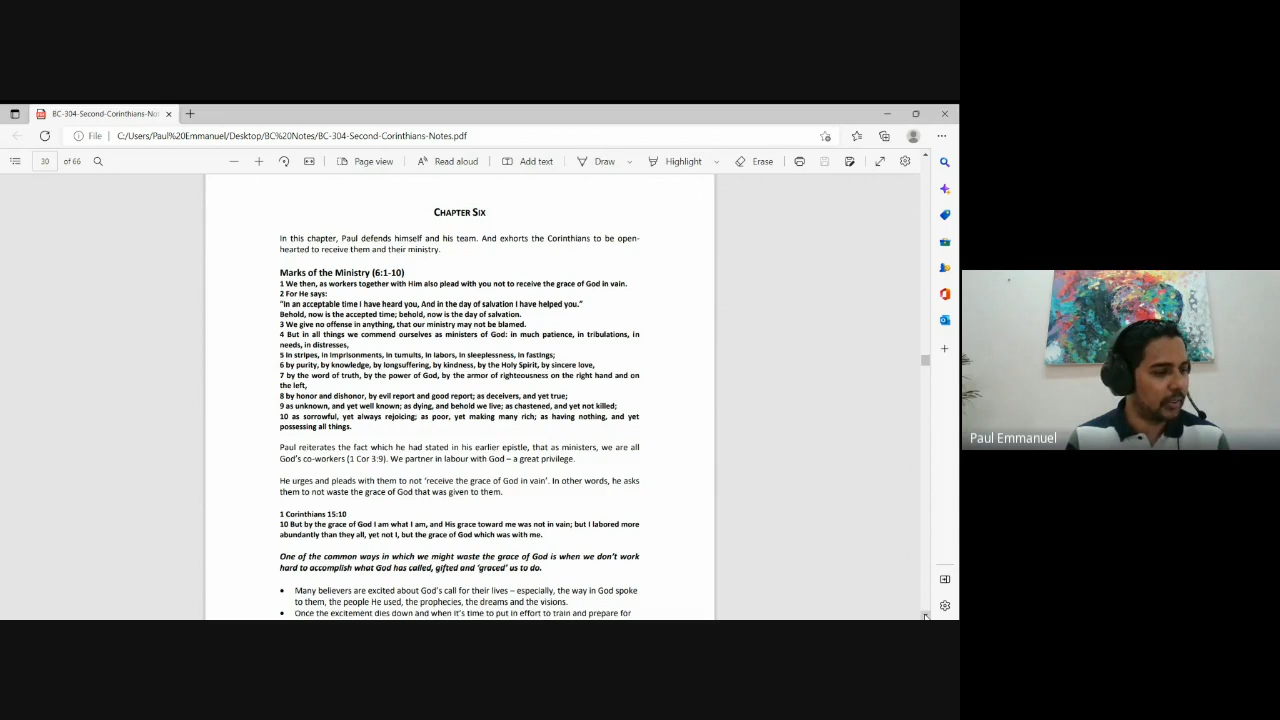 BC-304-Second-Corinthians-No
File
C:/Users/Paul%20Emmanuel/Desktop/BC%20Notes/BC-304-Second-Corinthians-Notes.pdf
30 of 66
Page view
Read aloud
Add text
Draw
Highlight
Erase
CHAPTER SIX
In this chapter, Paul defends himself and his team. And exhorts the Corinthians to be open-
hearted to receive them and their ministry.
Marks of the Ministry (6:1-10)
1 We then, as workers together with Him also plead with you not to receive the grace of God in vain.
2 For He says:
“In an acceptable time I have heard you, And in the day of salvation I have helped you.”
Behold, now is the accepted time; behold, now is the day of salvation.
3 We give no offense in anything, that our ministry may not be blamed.
4 But in all things we commend ourselves as ministers of God: in much patience, in tribulations, in
needs, in distresses,
5 in stripes, in imprisonments, in tumults, in labors, in sleeplessness, in fastings;
6 by purity, by knowledge, by longsuffering, by kindness, by the Holy Spirit, by sincere love,
7 by the word of truth, by the power of God, by the armor of righteousness on the right hand and on
the left,
8 by honor and dishonor, by evil report and good report; as deceivers, and yet true;
9 as unknown, and yet well known; as dying, and behold we live; as chastened, and yet not killed;
10 as sorrowful, yet always rejoicing; as poor, yet making many rich; as having nothing, and yet
possessing all things.
Paul reiterates the fact which he had stated in his earlier epistle, that as ministers, we are all
God’s co-workers (1 Cor 3:9). We partner in labour with God – a great privilege.
He urges and pleads with them to not ‘receive the grace of God in vain’. In other words, he asks
them to not waste the grace of God that was given to them.
1 Corinthians 15:10
10 But by the grace of God I am what I am, and His grace toward me was not in vain; but I labored more
abundantly than they all, yet not I, but the grace of God which was with me.
One of the common ways in which we might waste the grace of God is when we don’t work
hard to accomplish what God has called, gifted and ‘graced’ us to do.
• Many believers are excited about God’s call for their lives – especially, the way in God spoke
to them, the people He used, the prophecies, the dreams and the visions.
• Once the excitement dies down and when it’s time to put in effort to train and prepare for
Paul Emmanuel